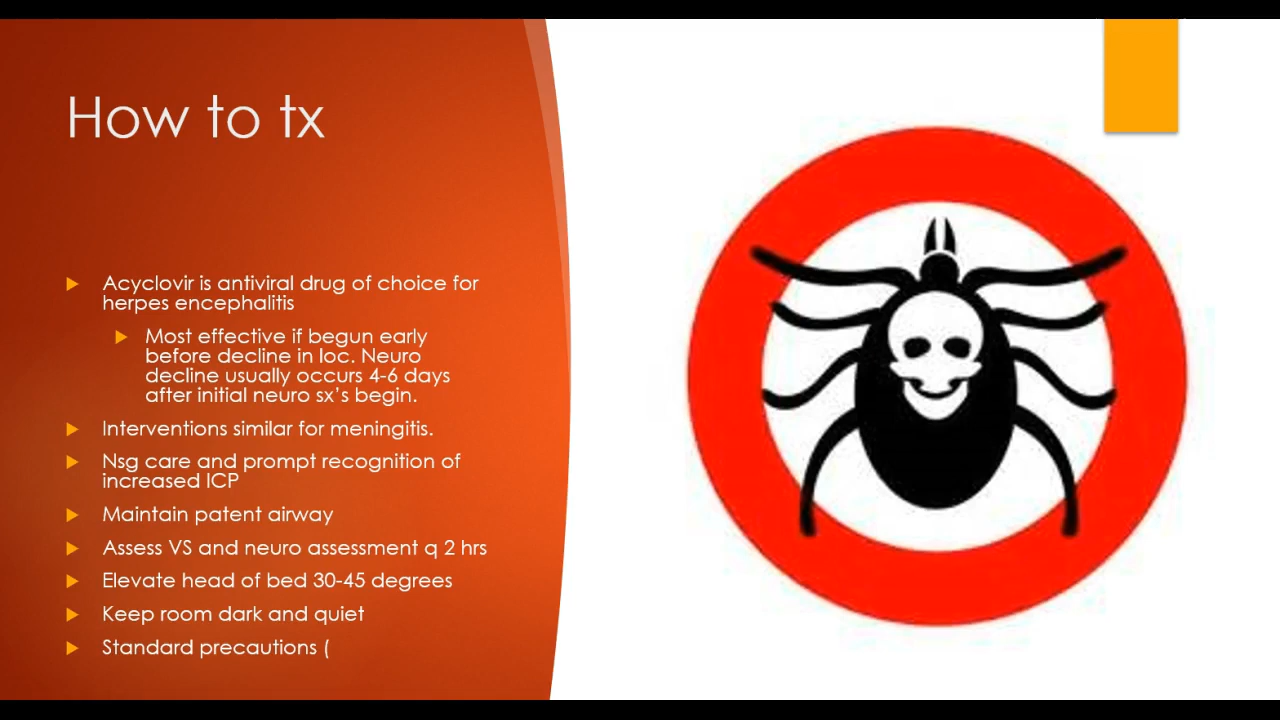 How to tx
Acyclovir is antiviral drug of choice for
herpes encephalitis
Most effective if begun early
before decline in loc. Neuro
decline usually occurs 4-6 days
after initial neuro sx's begin.
Interventions similar for meningitis.
Nsg care and prompt recognition of
increased ICP
Maintain patent airway
Assess VS and neuro assessment q 2 hrs
Elevate head of bed 30-45 degrees
Keep room dark and quiet
Standard precautions (